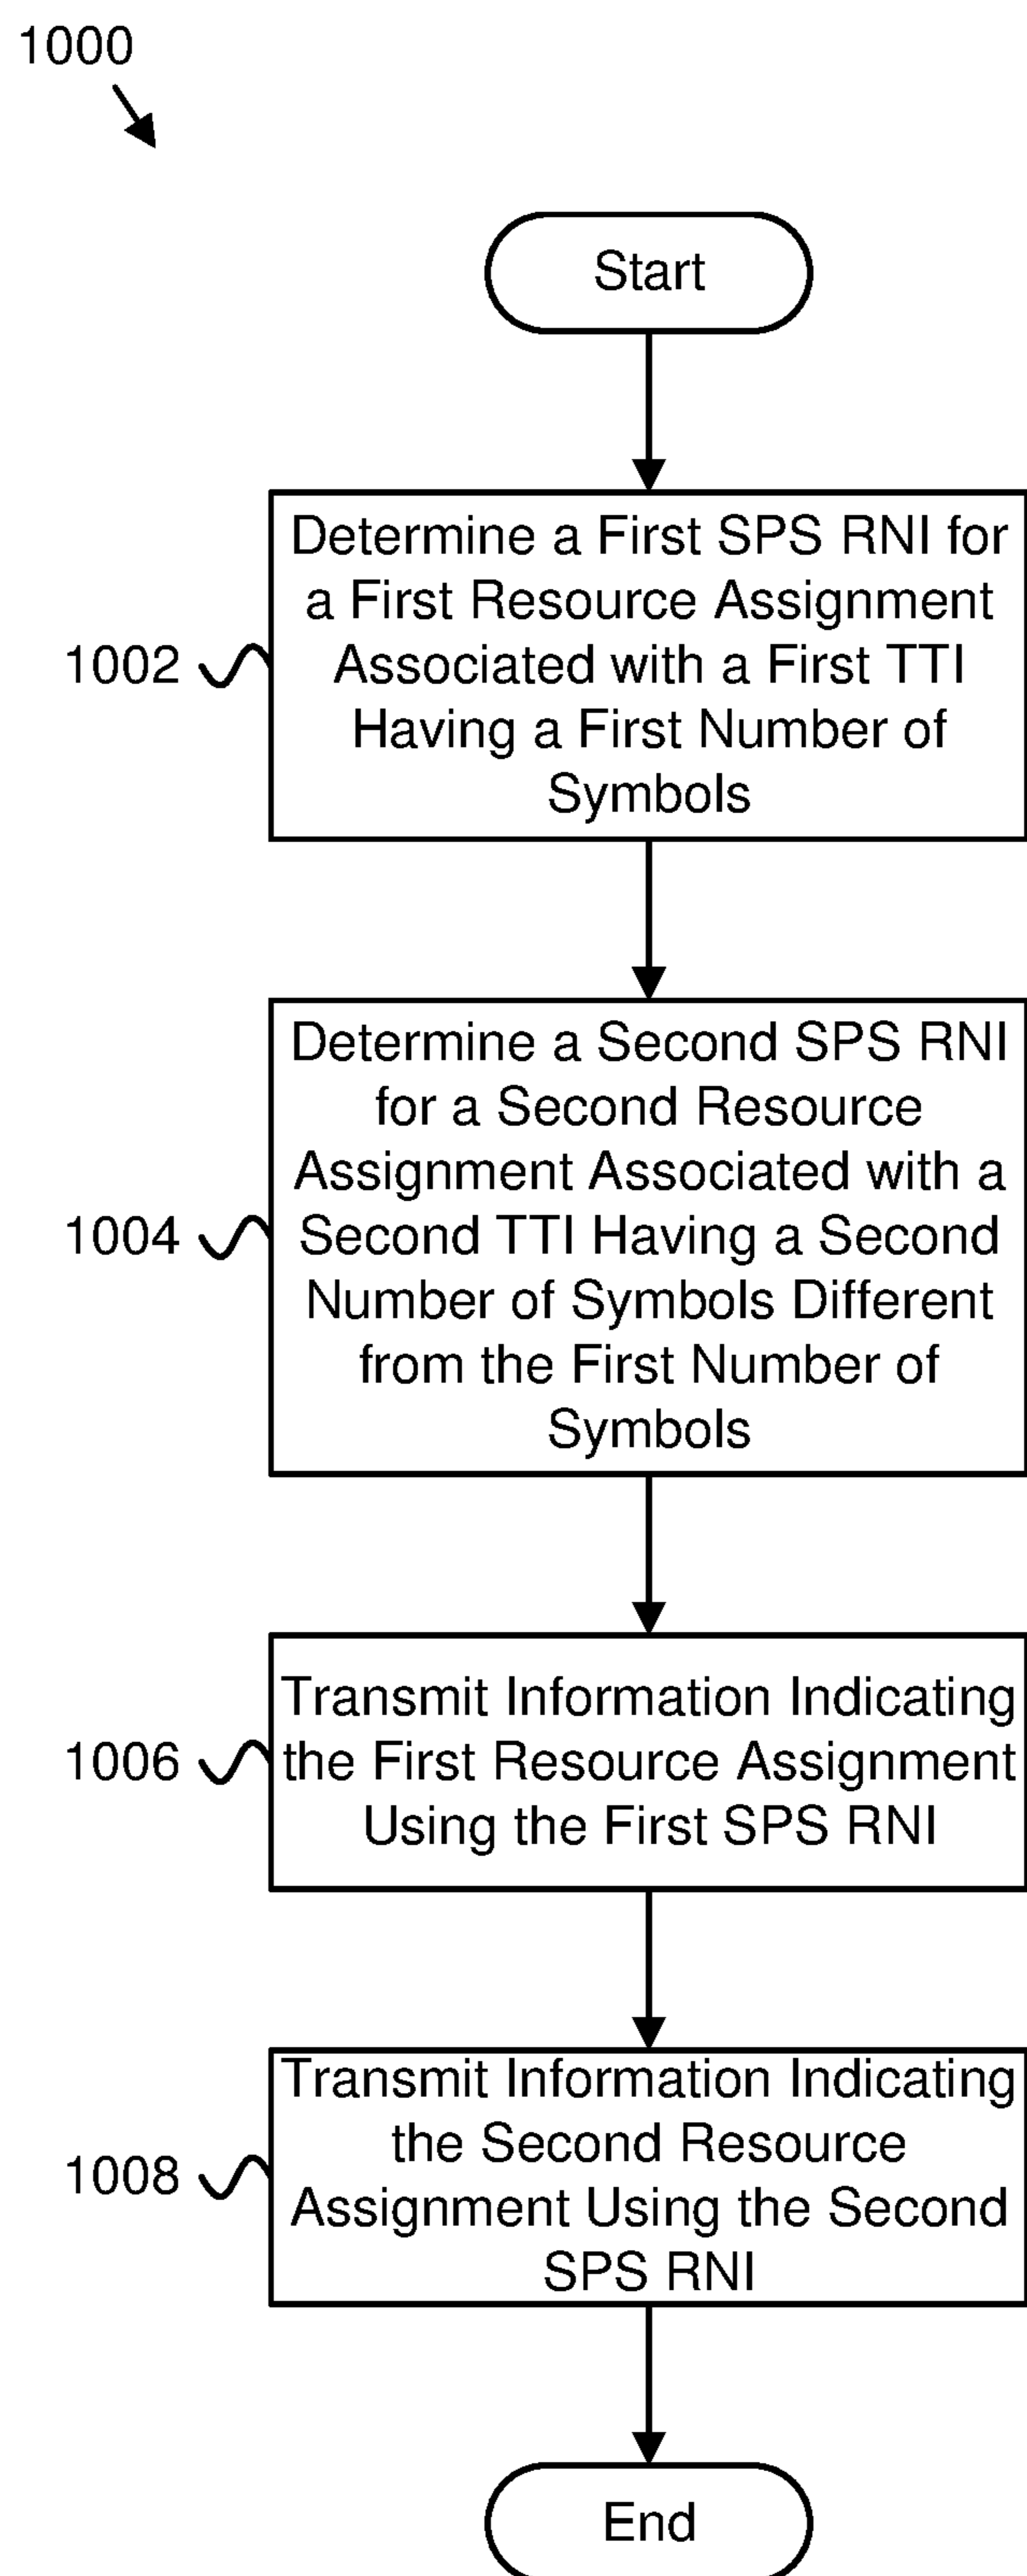 1000
Start
Determine a First SPS RNI for
a First Resource Assignment
Associated with a First TTI
Having a First Number of
Symbols
1002
Determine a Second SPS RNI
for a Second Resource
Assignment Associated with a
Second TTI Having a Second
Number of Symbols Different
from the First Number of
Symbols
1004
Transmit Information Indicating
the First Resource Assignment
Using the First SPS RNI
1006
Transmit Information Indicating
the Second Resource
Assignment Using the Second
SPS RNI
1008
End